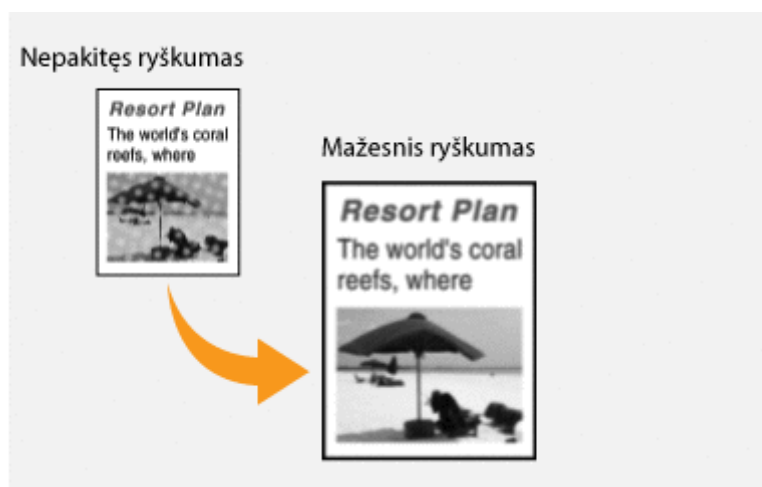 Nepakitęs ryškumas
Resort Plan
The world's coral
reefs, where
Mažesnis ryškumas
Resort Plan
The world's coral
reefs, where